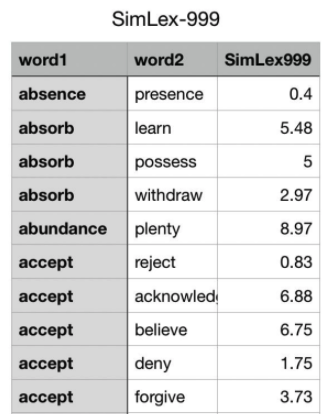 SimLex-999
word1 word2 SimLex999
absence presence 0.4
absorb learn 5.48
absorb possess 5
absorb withdraw 2.97
abundance plenty 8.97
accept reject 0.83
accept acknowledg 6.88
accept believe 6.75
accept deny 1.75
accept forgive 3.73